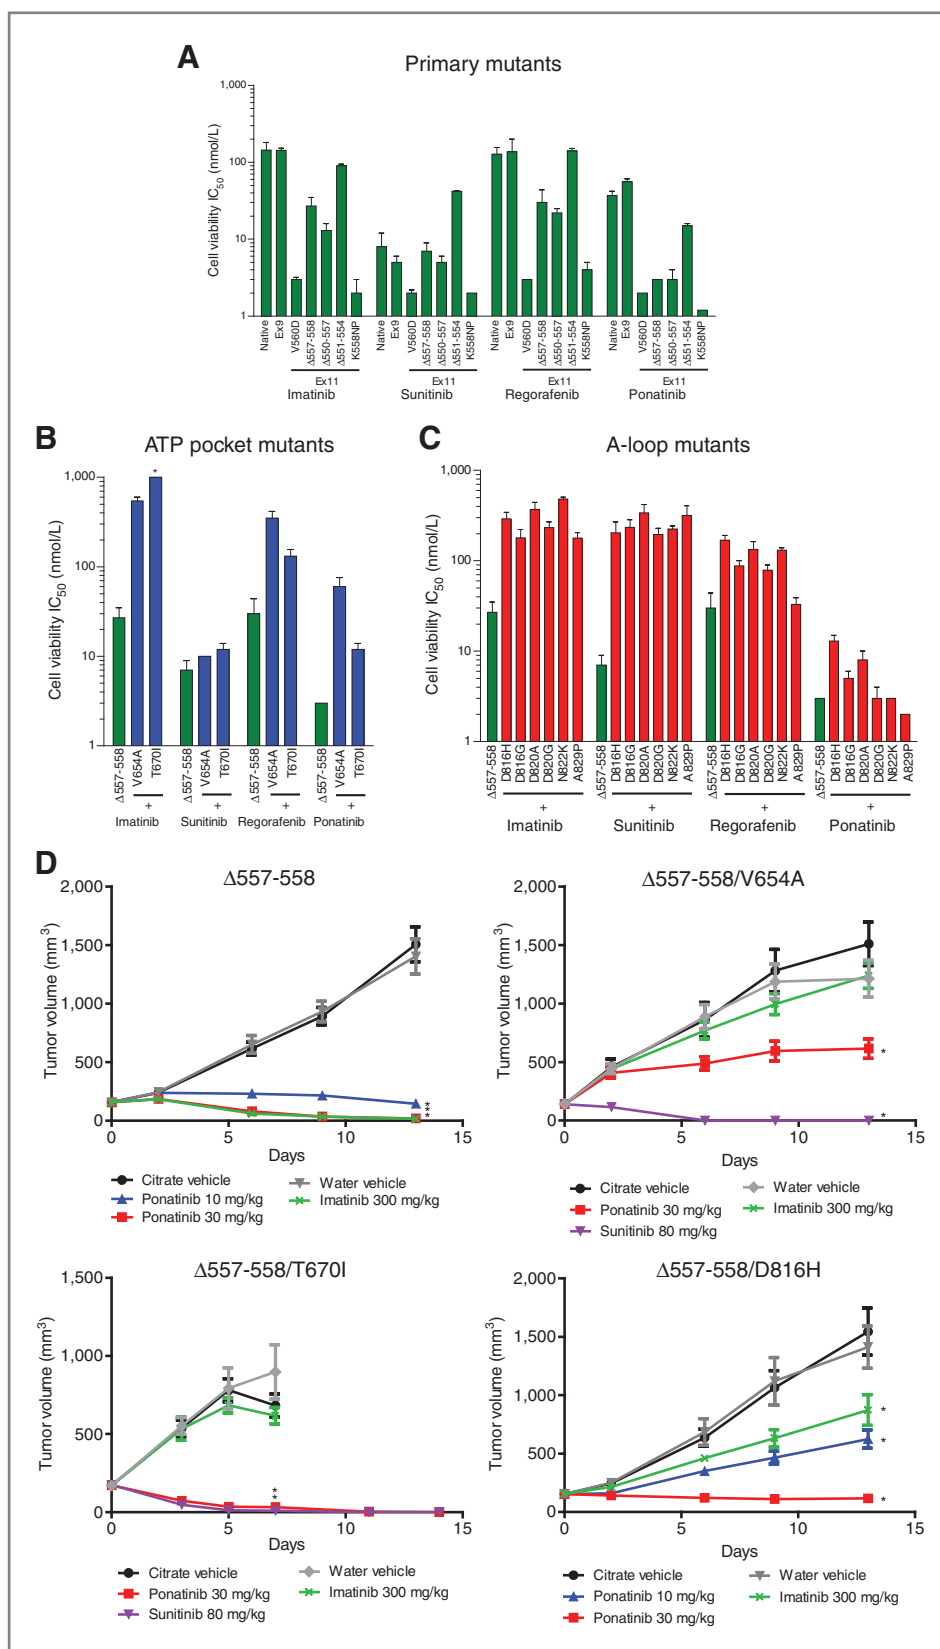 A
Primary mutants
Cell viability IC50 (nmol/L)
1,000
100
10
1
Native
Ex9
V560D
Δ557-558
Δ550-557
Δ551-554
K558NP
Native
Ex9
V560D
Δ557-558
Δ550-557
Δ551-554
K558NP
Native
Ex9
V560D
Δ557-558
Δ550-557
Δ551-554
K558NP
Native
Ex9
V560D
Δ557-558
Δ550-557
Δ551-554
K558NP
Ex11 Ex11 Ex11 Ex11
Imatinib Sunitinib Regorafenib Ponatinib
B
ATP pocket mutants
Cell viability IC50 (nmol/L)
1,000
100
10
1
*
Δ557-558
V654A
T670I
Δ557-558
V654A
T670I
Δ557-558
V654A
T670I
Δ557-558
V654A
T670I
+ + + +
Imatinib Sunitinib Regorafenib Ponatinib
C
A-loop mutants
Cell viability IC50 (nmol/L)
1,000
100
10
1
Δ557-558
D816H
D816G
D820A
D820G
N822K
A829P
Δ557-558
D816H
D816G
D820A
D820G
N822K
A829P
Δ557-558
D816H
D816G
D820A
D820G
N822K
A829P
Δ557-558
D816H
D816G
D820A
D820G
N822K
A829P
+ + + +
Imatinib Sunitinib Regorafenib Ponatinib
D
Δ557-558
Tumor volume (mm3)
2,000
1,500
1,000
500
0
*
*
*
0 5 10 15
Days
Citrate vehicle
Ponatinib 10 mg/kg
Ponatinib 30 mg/kg
Water vehicle
Imatinib 300 mg/kg
Δ557-558/V654A
Tumor volume (mm3)
2,000
1,500
1,000
500
0
*
*
0 5 10 15
Days
Citrate vehicle
Ponatinib 30 mg/kg
Sunitinib 80 mg/kg
Water vehicle
Imatinib 300 mg/kg
Δ557-558/T670I
Tumor volume (mm3)
1,500
1,000
500
0
*
*
0 5 10 15
Days
Citrate vehicle
Ponatinib 30 mg/kg
Sunitinib 80 mg/kg
Water vehicle
Imatinib 300 mg/kg
Δ557-558/D816H
Tumor volume (mm3)
2,000
1,500
1,000
500
0
*
*
*
0 5 10 15
Days
Citrate vehicle
Ponatinib 10 mg/kg
Ponatinib 30 mg/kg
Water vehicle
Imatinib 300 mg/kg